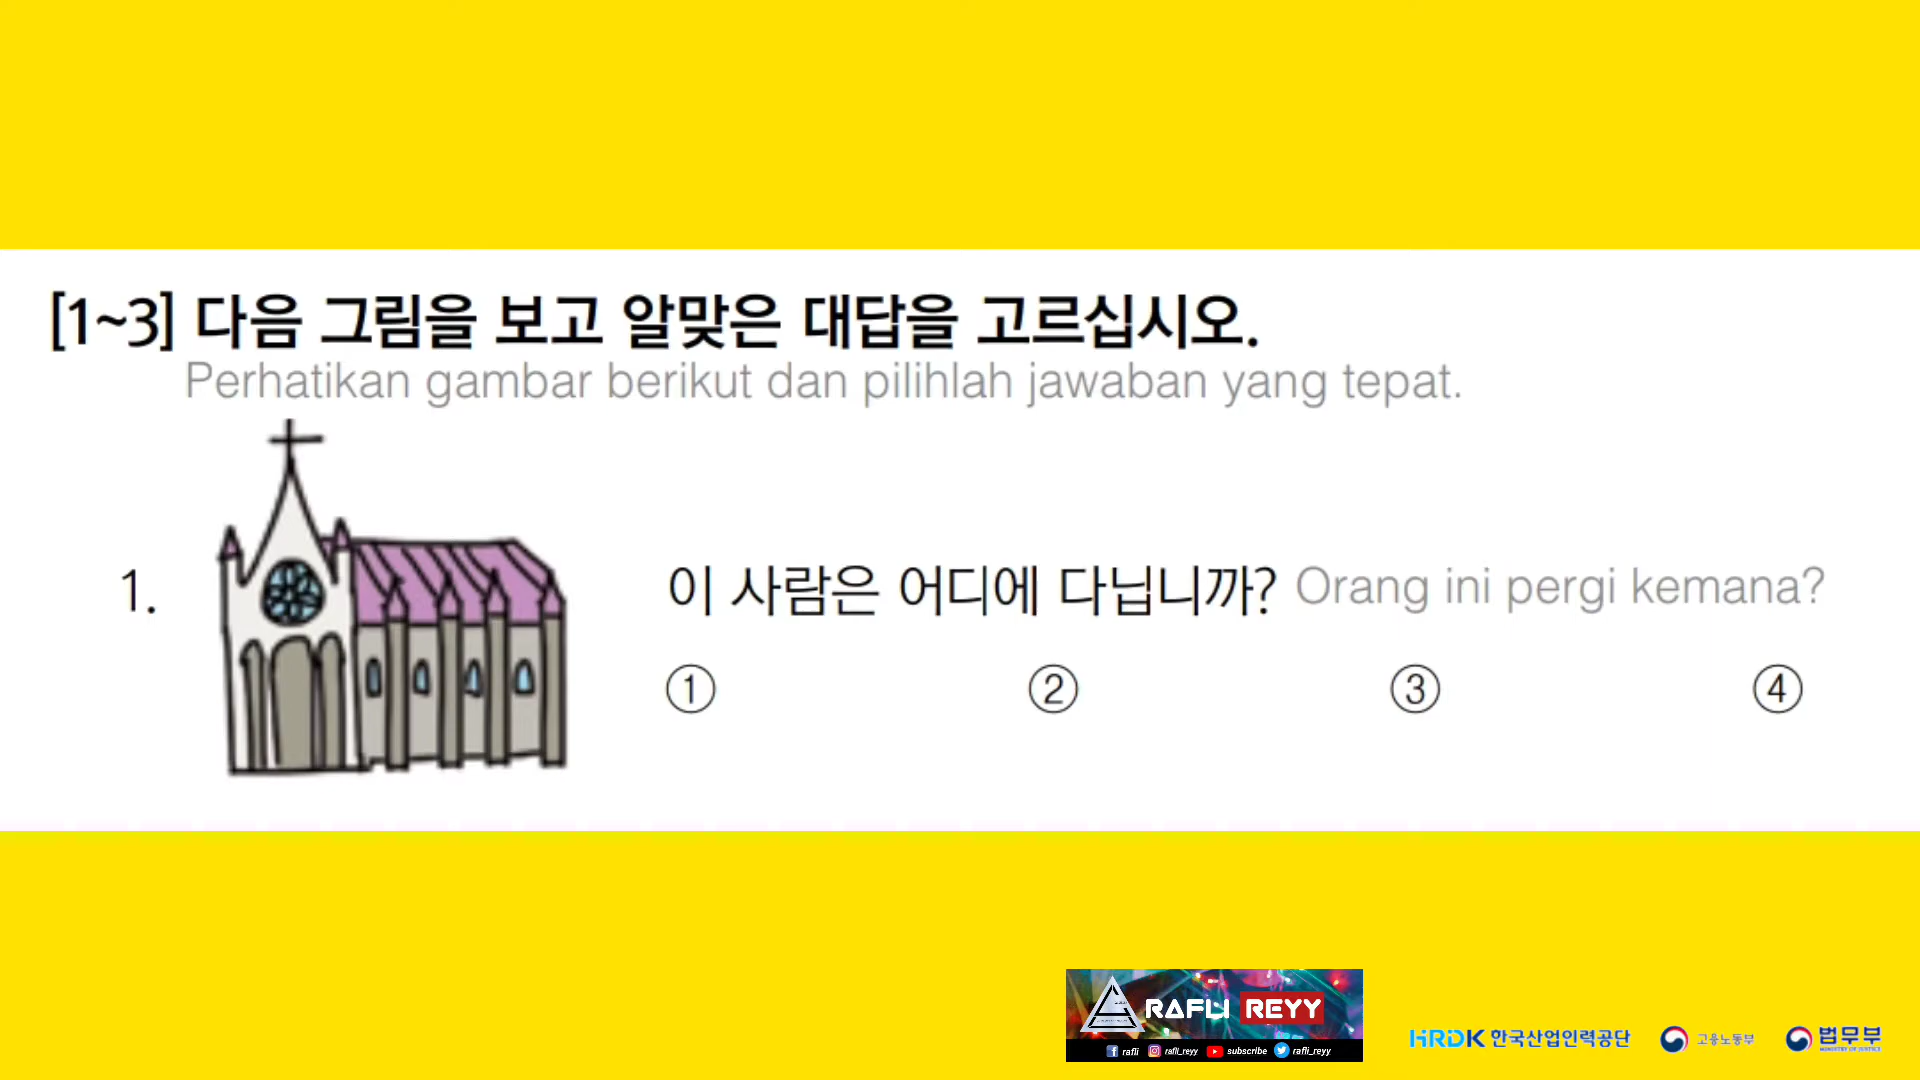 [1~3] 다음 그림을 보고 알맞은 대답을 고르십시오.
Perhatikan gambar berikut dan pilihlah jawaban yang tepat.
1.
이 사람은 어디에 다닙니까? Orang ini pergi kemana?
① ② ③ ④
RAFLI REYY
rafli rafli_reyy subscribe rafli_reyy
HRDK 한국산업인력공단 고용노동부 법무부
MINISTRY OF JUSTICE